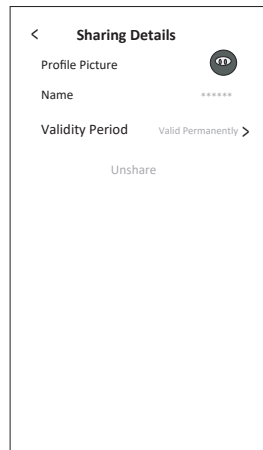 < Sharing Details
Profile Picture
Name ******
Validity Period Valid Permanently >
Unshare